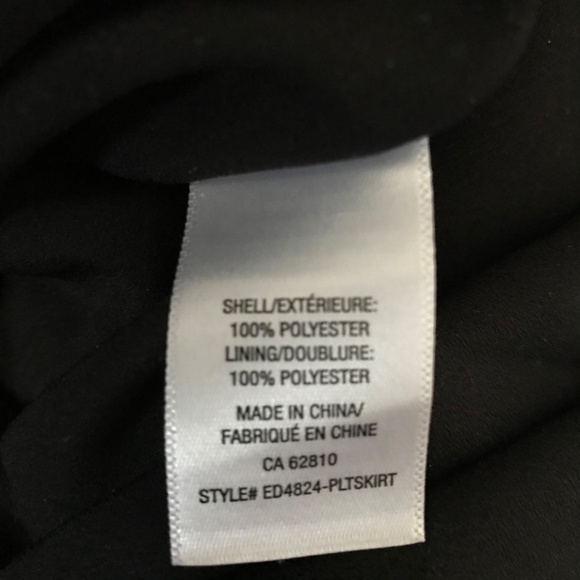 SHELL/EXTÉRIEURE:
100% POLYESTER
LINING/DOUBLURE:
100% POLYESTER
MADE IN CHINA/
FABRIQUÉ EN CHINE
CA 62810
STYLE# ED4824-PLTSKIRT